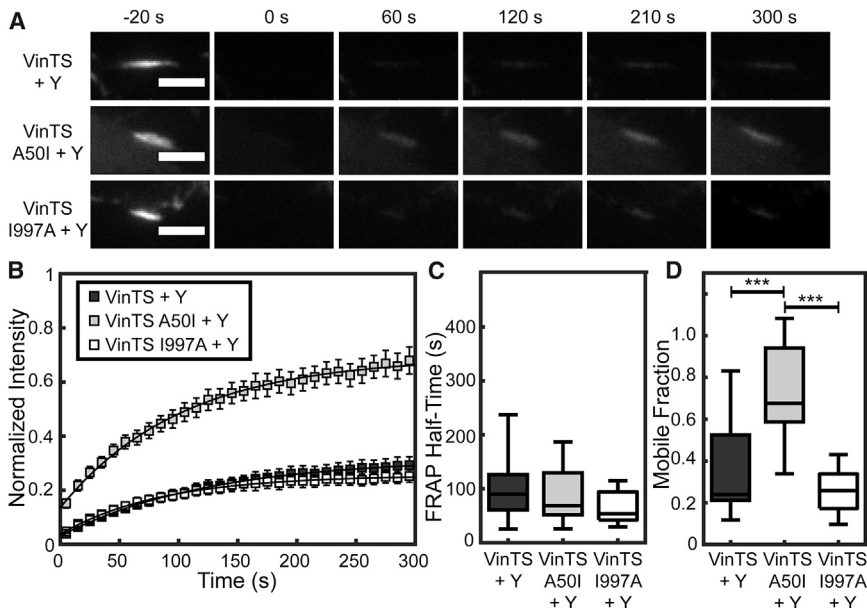 A
-20 s 0 s 60 s 120 s 210 s 300 s
VinTS
+ Y
VinTS
A50I + Y
VinTS
I997A + Y
B
1
0.8
0.6
0.4
0.2
0
Normalized Intensity
VinTS + Y
VinTS A50I + Y
VinTS I997A + Y
0 50 100 150 200 250 300
Time (s)
C
400
300
200
100
0
FRAP Half-Time (s)
VinTS VinTS VinTS
+ Y A50I I997A
+ Y + Y
D
*** ***
1.0
0.8
0.6
0.4
0.2
0
Mobile Fraction
VinTS VinTS VinTS
+ Y A50I I997A
+ Y + Y